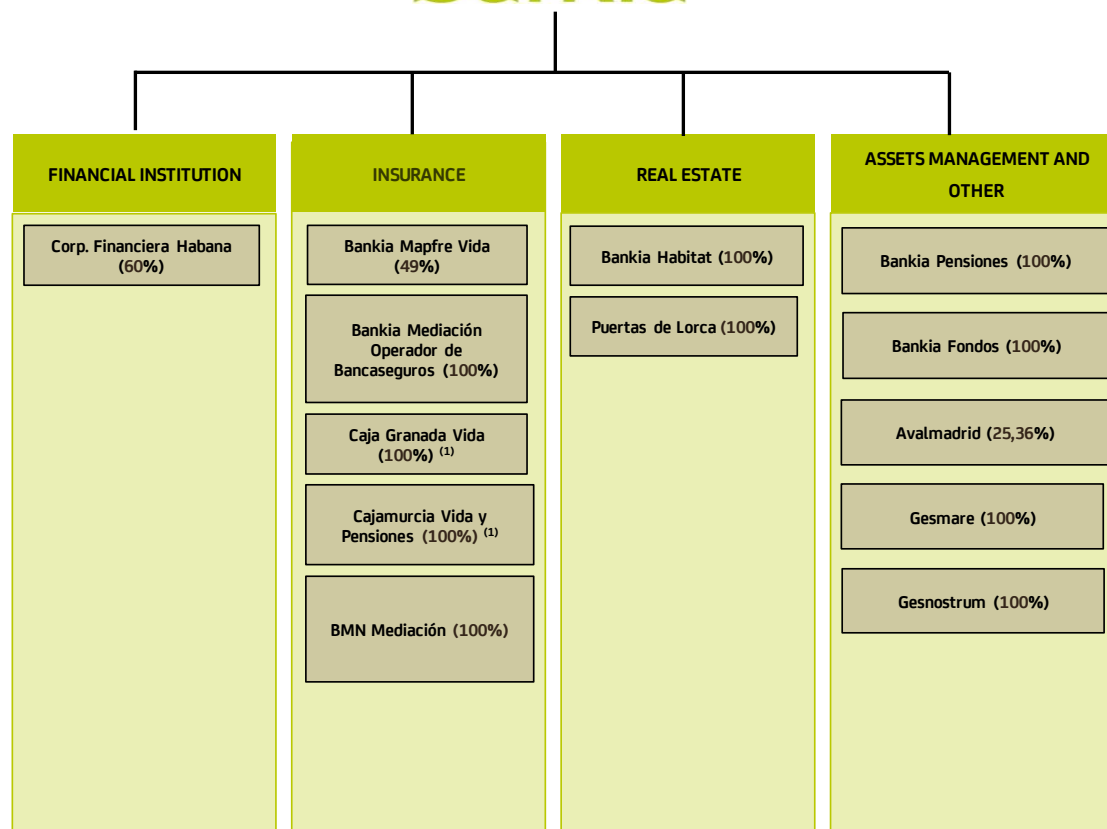 FINANCIAL INSTITUTION
Corp. Financiera Habana
(60%)
INSURANCE
Bankia Mapfre Vida
(49%)
Bankia Mediación
Operador de
Bancaseguros (100%)
Caja Granada Vida
(100%) (1)
Cajamurcia Vida y
Pensiones (100%) (1)
BMN Mediación (100%)
REAL ESTATE
Bankia Habitat (100%)
Puertas de Lorca (100%)
ASSETS MANAGEMENT AND
OTHER
Bankia Pensiones (100%)
Bankia Fondos (100%)
Avalmadrid (25,36%)
Gesmare (100%)
Gesnostrum (100%)